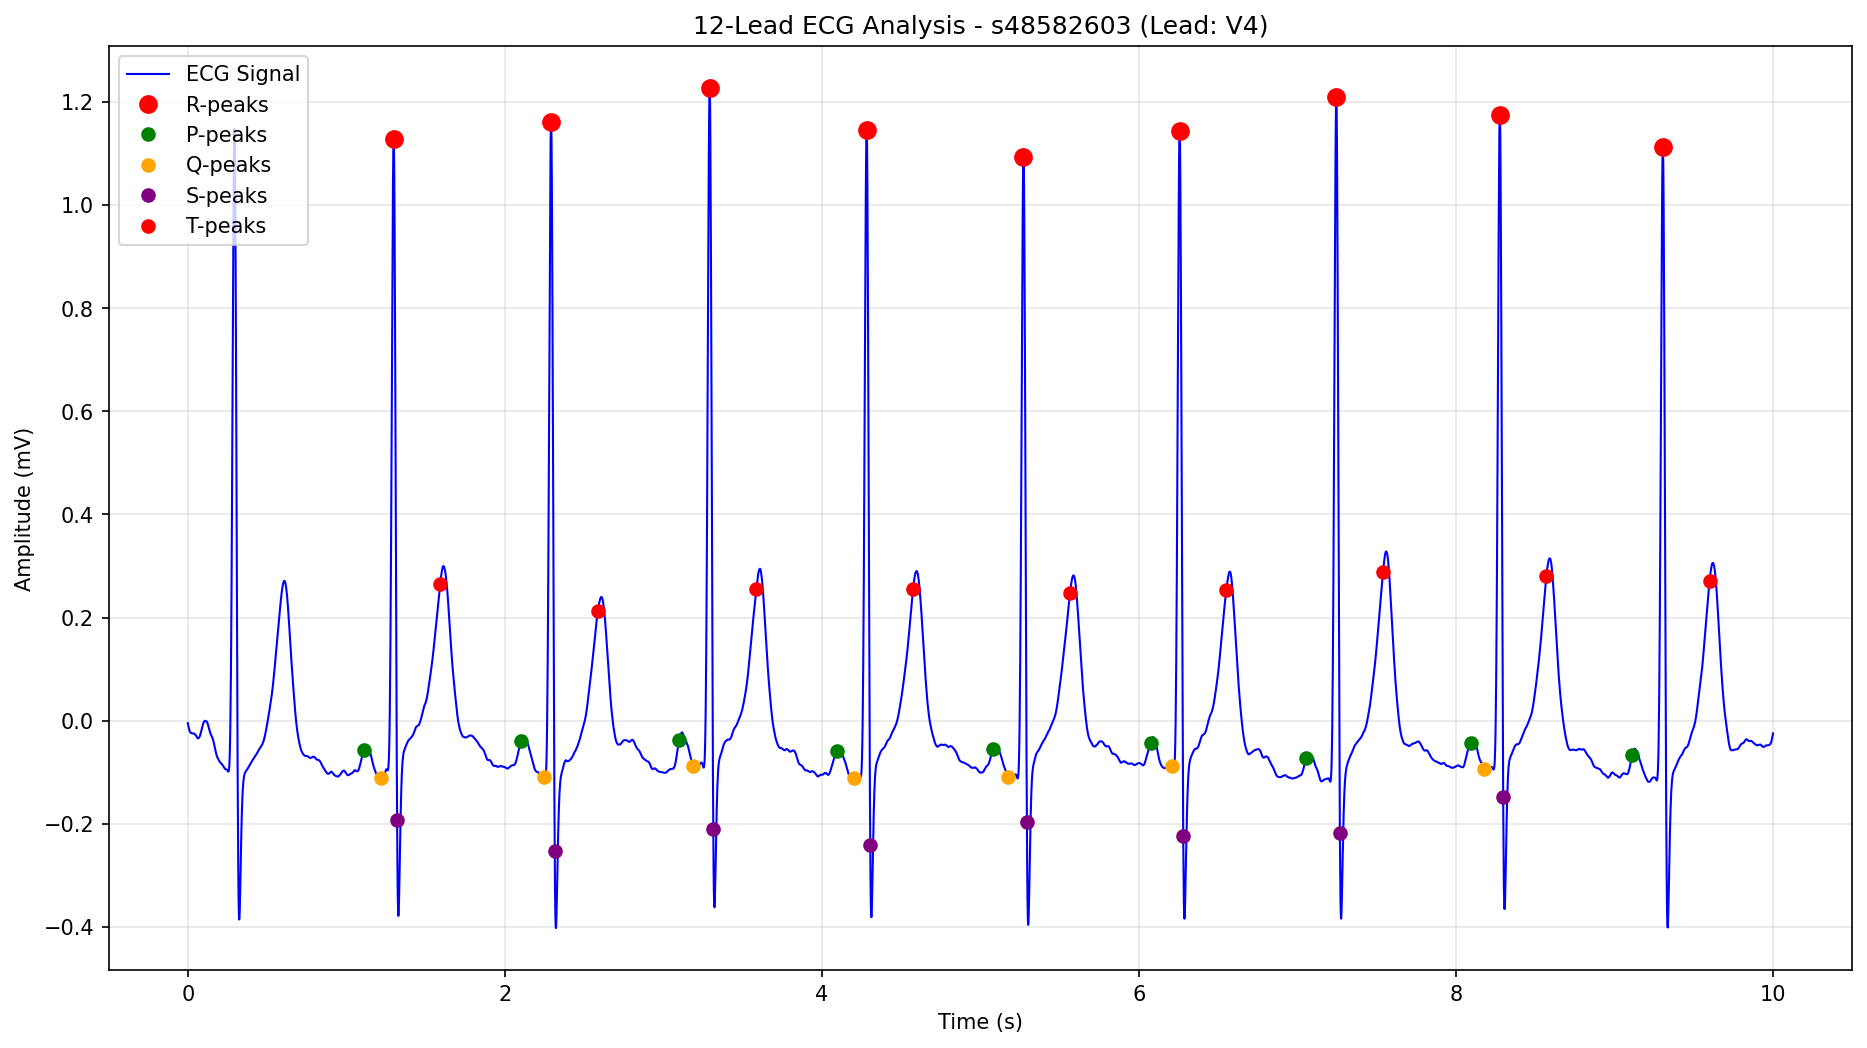 12-Lead ECG Analysis - s48582603 (Lead: V4)
ECG Signal
R-peaks
P-peaks
Q-peaks
S-peaks
T-peaks
Amplitude (mV)
1.2
1.0
0.8
0.6
0.4
0.2
0.0
−0.2
−0.4
0 2 4 6 8 10
Time (s)